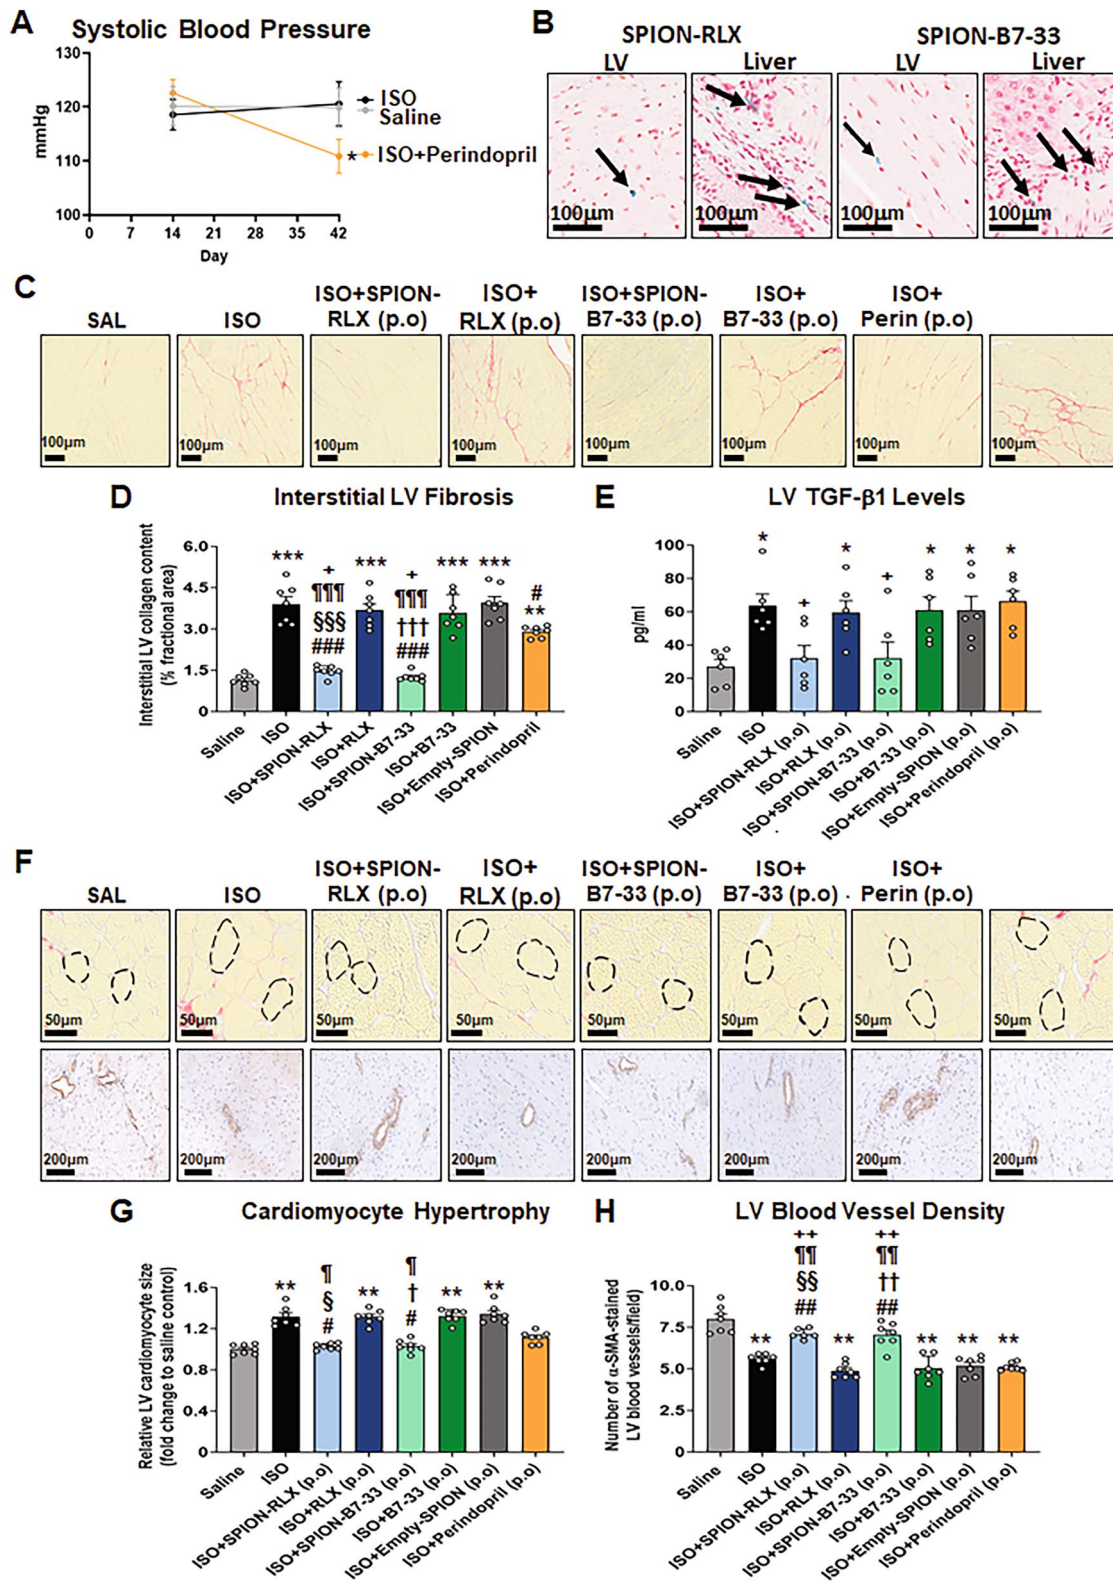 A Systolic Blood Pressure
130
120
110
100
mmHg
0 7 14 21 28 35 42
Day
ISO
Saline
* ISO+Perindopril
B SPION-RLX SPION-B7-33
LV Liver LV Liver
100μm 100μm 100μm 100μm
C
SAL ISO ISO+SPION-RLX (p.o) ISO+RLX (p.o) ISO+SPION-B7-33 (p.o) ISO+B7-33 (p.o) ISO+Perin (p.o)
100μm 100μm 100μm 100μm 100μm 100μm 100μm 100μm
D Interstitial LV Fibrosis
Interstitial LV collagen content
(% fractional area)
6.0
4.5
3.0
1.5
0
*** + ¶¶¶ §§§ ### *** + ¶¶¶ ††† ### *** *** # **
Saline
ISO
ISO+SPION-RLX
ISO+RLX
ISO+SPION-B7-33
ISO+B7-33
ISO+Empty-SPION
ISO+Perindopril
E LV TGF-β1 Levels
pg/ml
100
80
60
40
20
0
* + * + * * *
Saline
ISO
ISO+SPION-RLX (p.o)
ISO+RLX (p.o)
ISO+SPION-B7-33 (p.o)
ISO+B7-33 (p.o)
ISO+Empty-SPION (p.o)
ISO+Perindopril (p.o)
F
SAL ISO ISO+SPION-RLX (p.o) ISO+RLX (p.o) ISO+SPION-B7-33 (p.o) ISO+B7-33 (p.o) ISO+Perin (p.o)
50μm 50μm 50μm 50μm 50μm 50μm 50μm 50μm
200μm 200μm 200μm 200μm 200μm 200μm 200μm 200μm
G Cardiomyocyte Hypertrophy
Relative LV cardiomyocyte size
(fold change to saline control)
1.6
1.2
0.8
0.4
0
** ¶ § # ** ¶ † # ** **
Saline
ISO
ISO+SPION-RLX (p.o)
ISO+RLX (p.o)
ISO+SPION-B7-33 (p.o)
ISO+B7-33 (p.o)
ISO+Empty-SPION (p.o)
ISO+Perindopril (p.o)
H LV Blood Vessel Density
Number of α-SMA-stained
LV blood vessels/field)
10.0
7.5
5.0
2.5
0
** ++ ¶¶ §§ ## ** ++ ¶¶ †† ## ** ** **
Saline
ISO
ISO+SPION-RLX (p.o)
ISO+RLX (p.o)
ISO+SPION-B7-33 (p.o)
ISO+B7-33 (p.o)
ISO+Empty-SPION (p.o)
ISO+Perindopril (p.o)